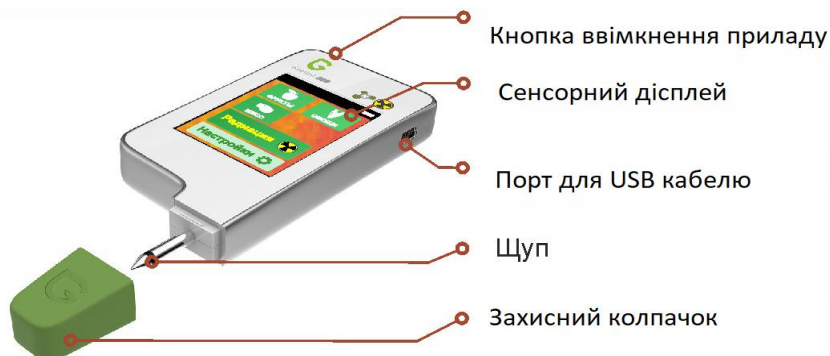 Кнопка ввімкнення приладу
Сенсорний дісплей
Порт для USB кабелю
Щуп
Захисний колпачок
Радиация
Настройки